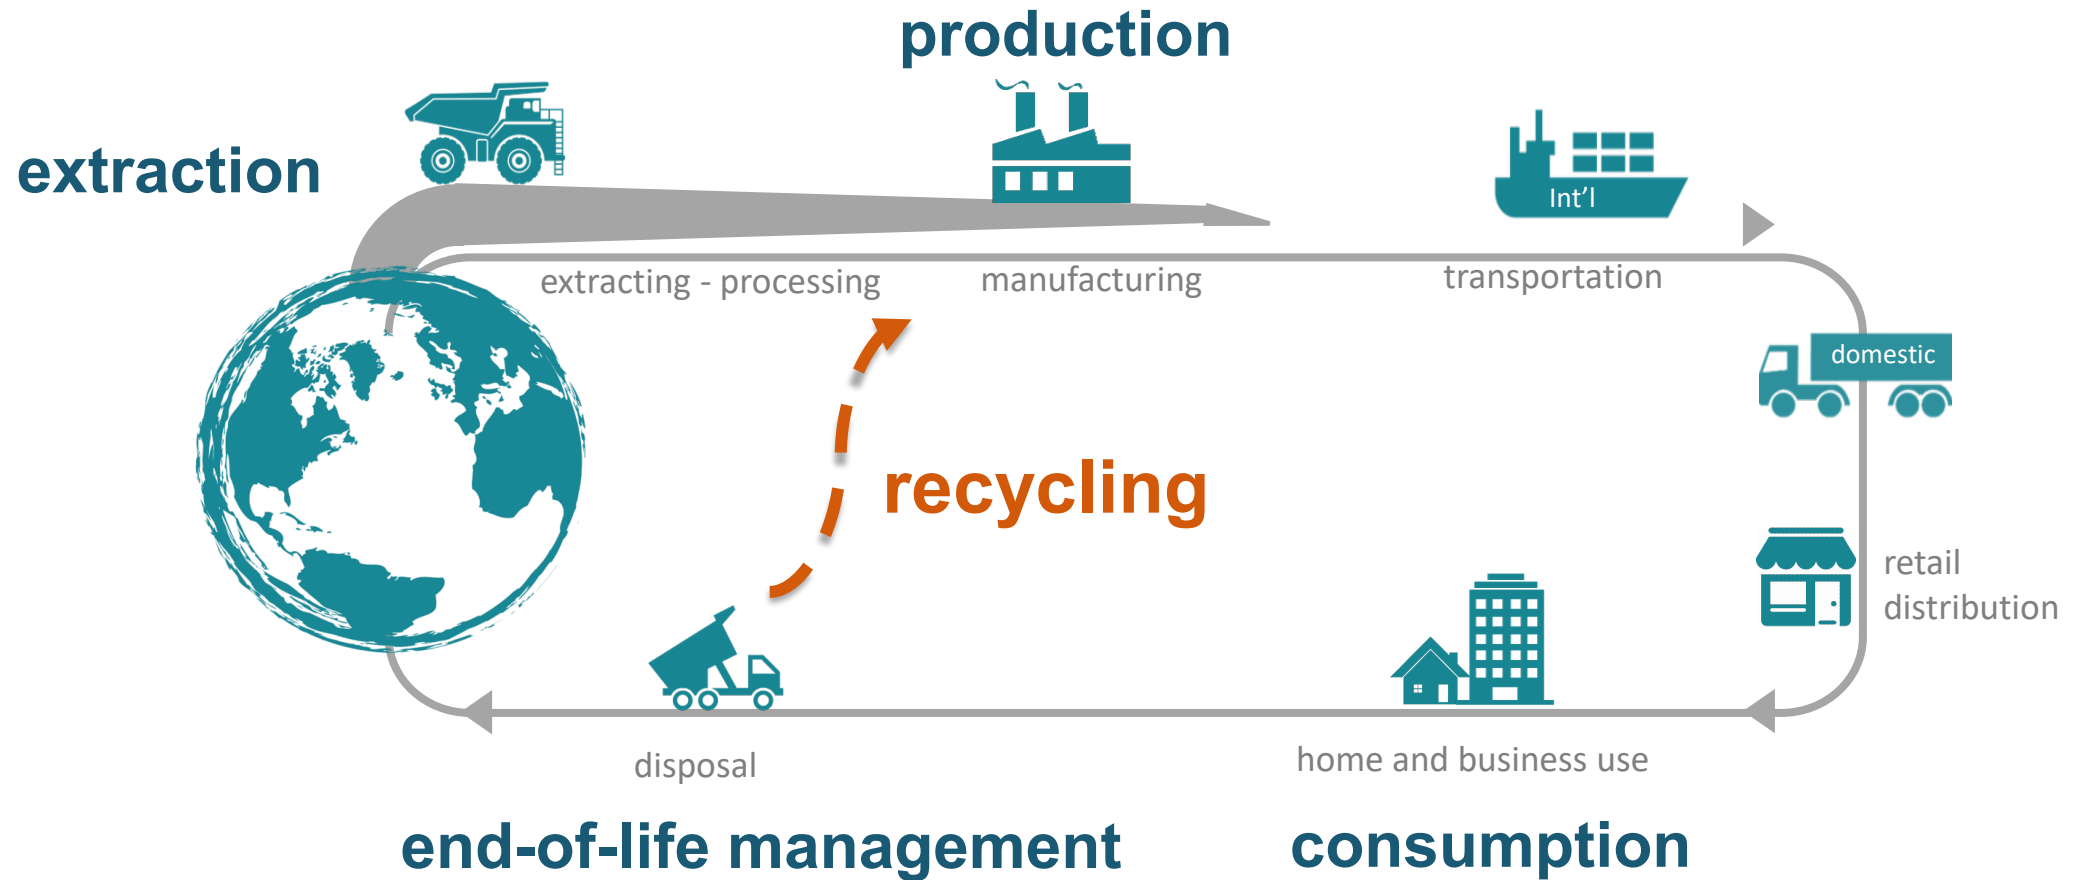 production
extraction
Int'l
extracting - processing
manufacturing
transportation
domestic
recycling
retail
distribution
disposal
home and business use
end-of-life management
consumption